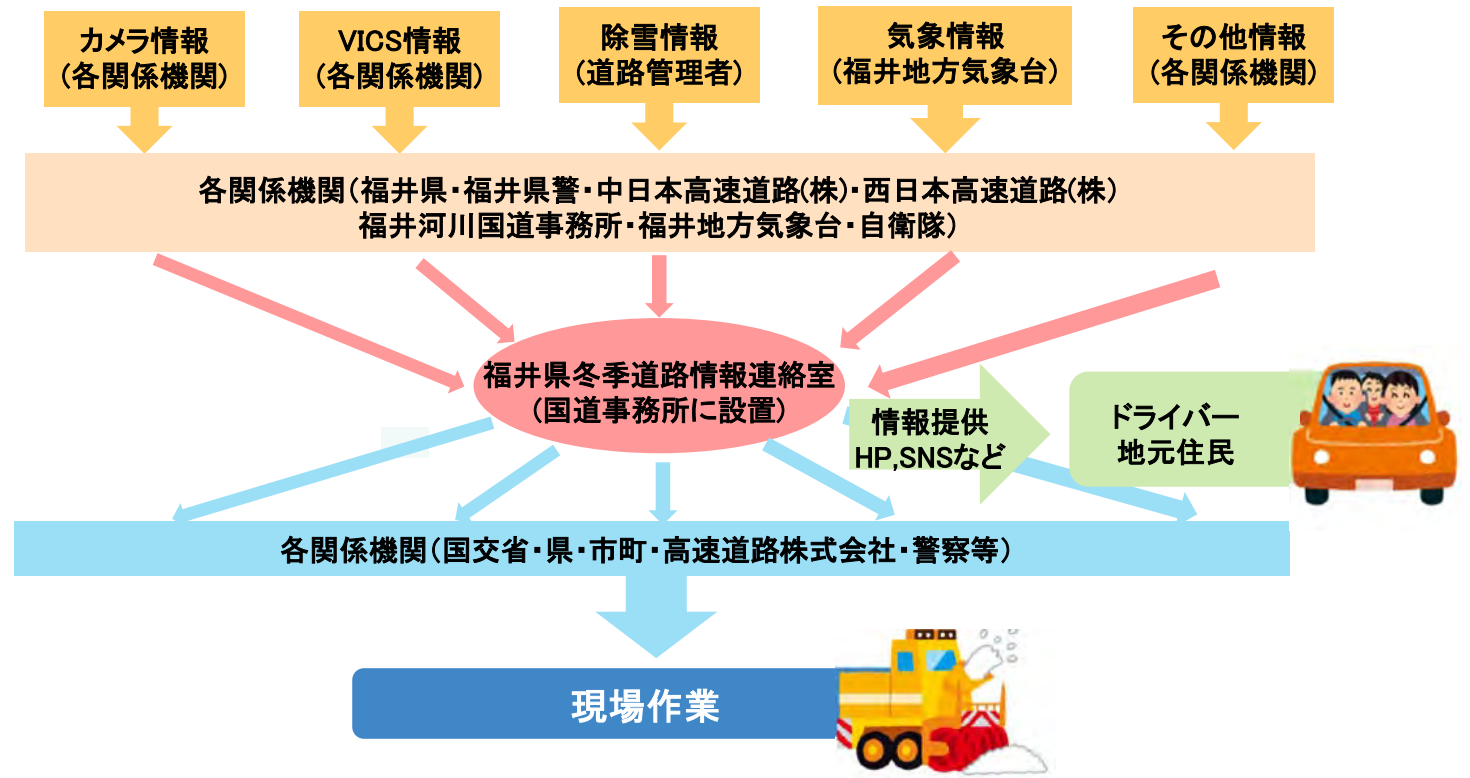 カメラ情報
(各関係機関)
VICS情報
(各関係機関)
除雪情報
(道路管理者)
気象情報
(福井地方気象台)
その他情報
(各関係機関)
各関係機関(福井県・福井県警・中日本高速道路(株)・西日本高速道路(株)
福井河川国道事務所・福井地方気象台・自衛隊)
福井県冬季道路情報連絡室
(国道事務所に設置)
情報提供
HP,SNSなど
ドライバー
地元住民
各関係機関(国交省・県・市町・高速道路株式会社・警察等)
現場作業